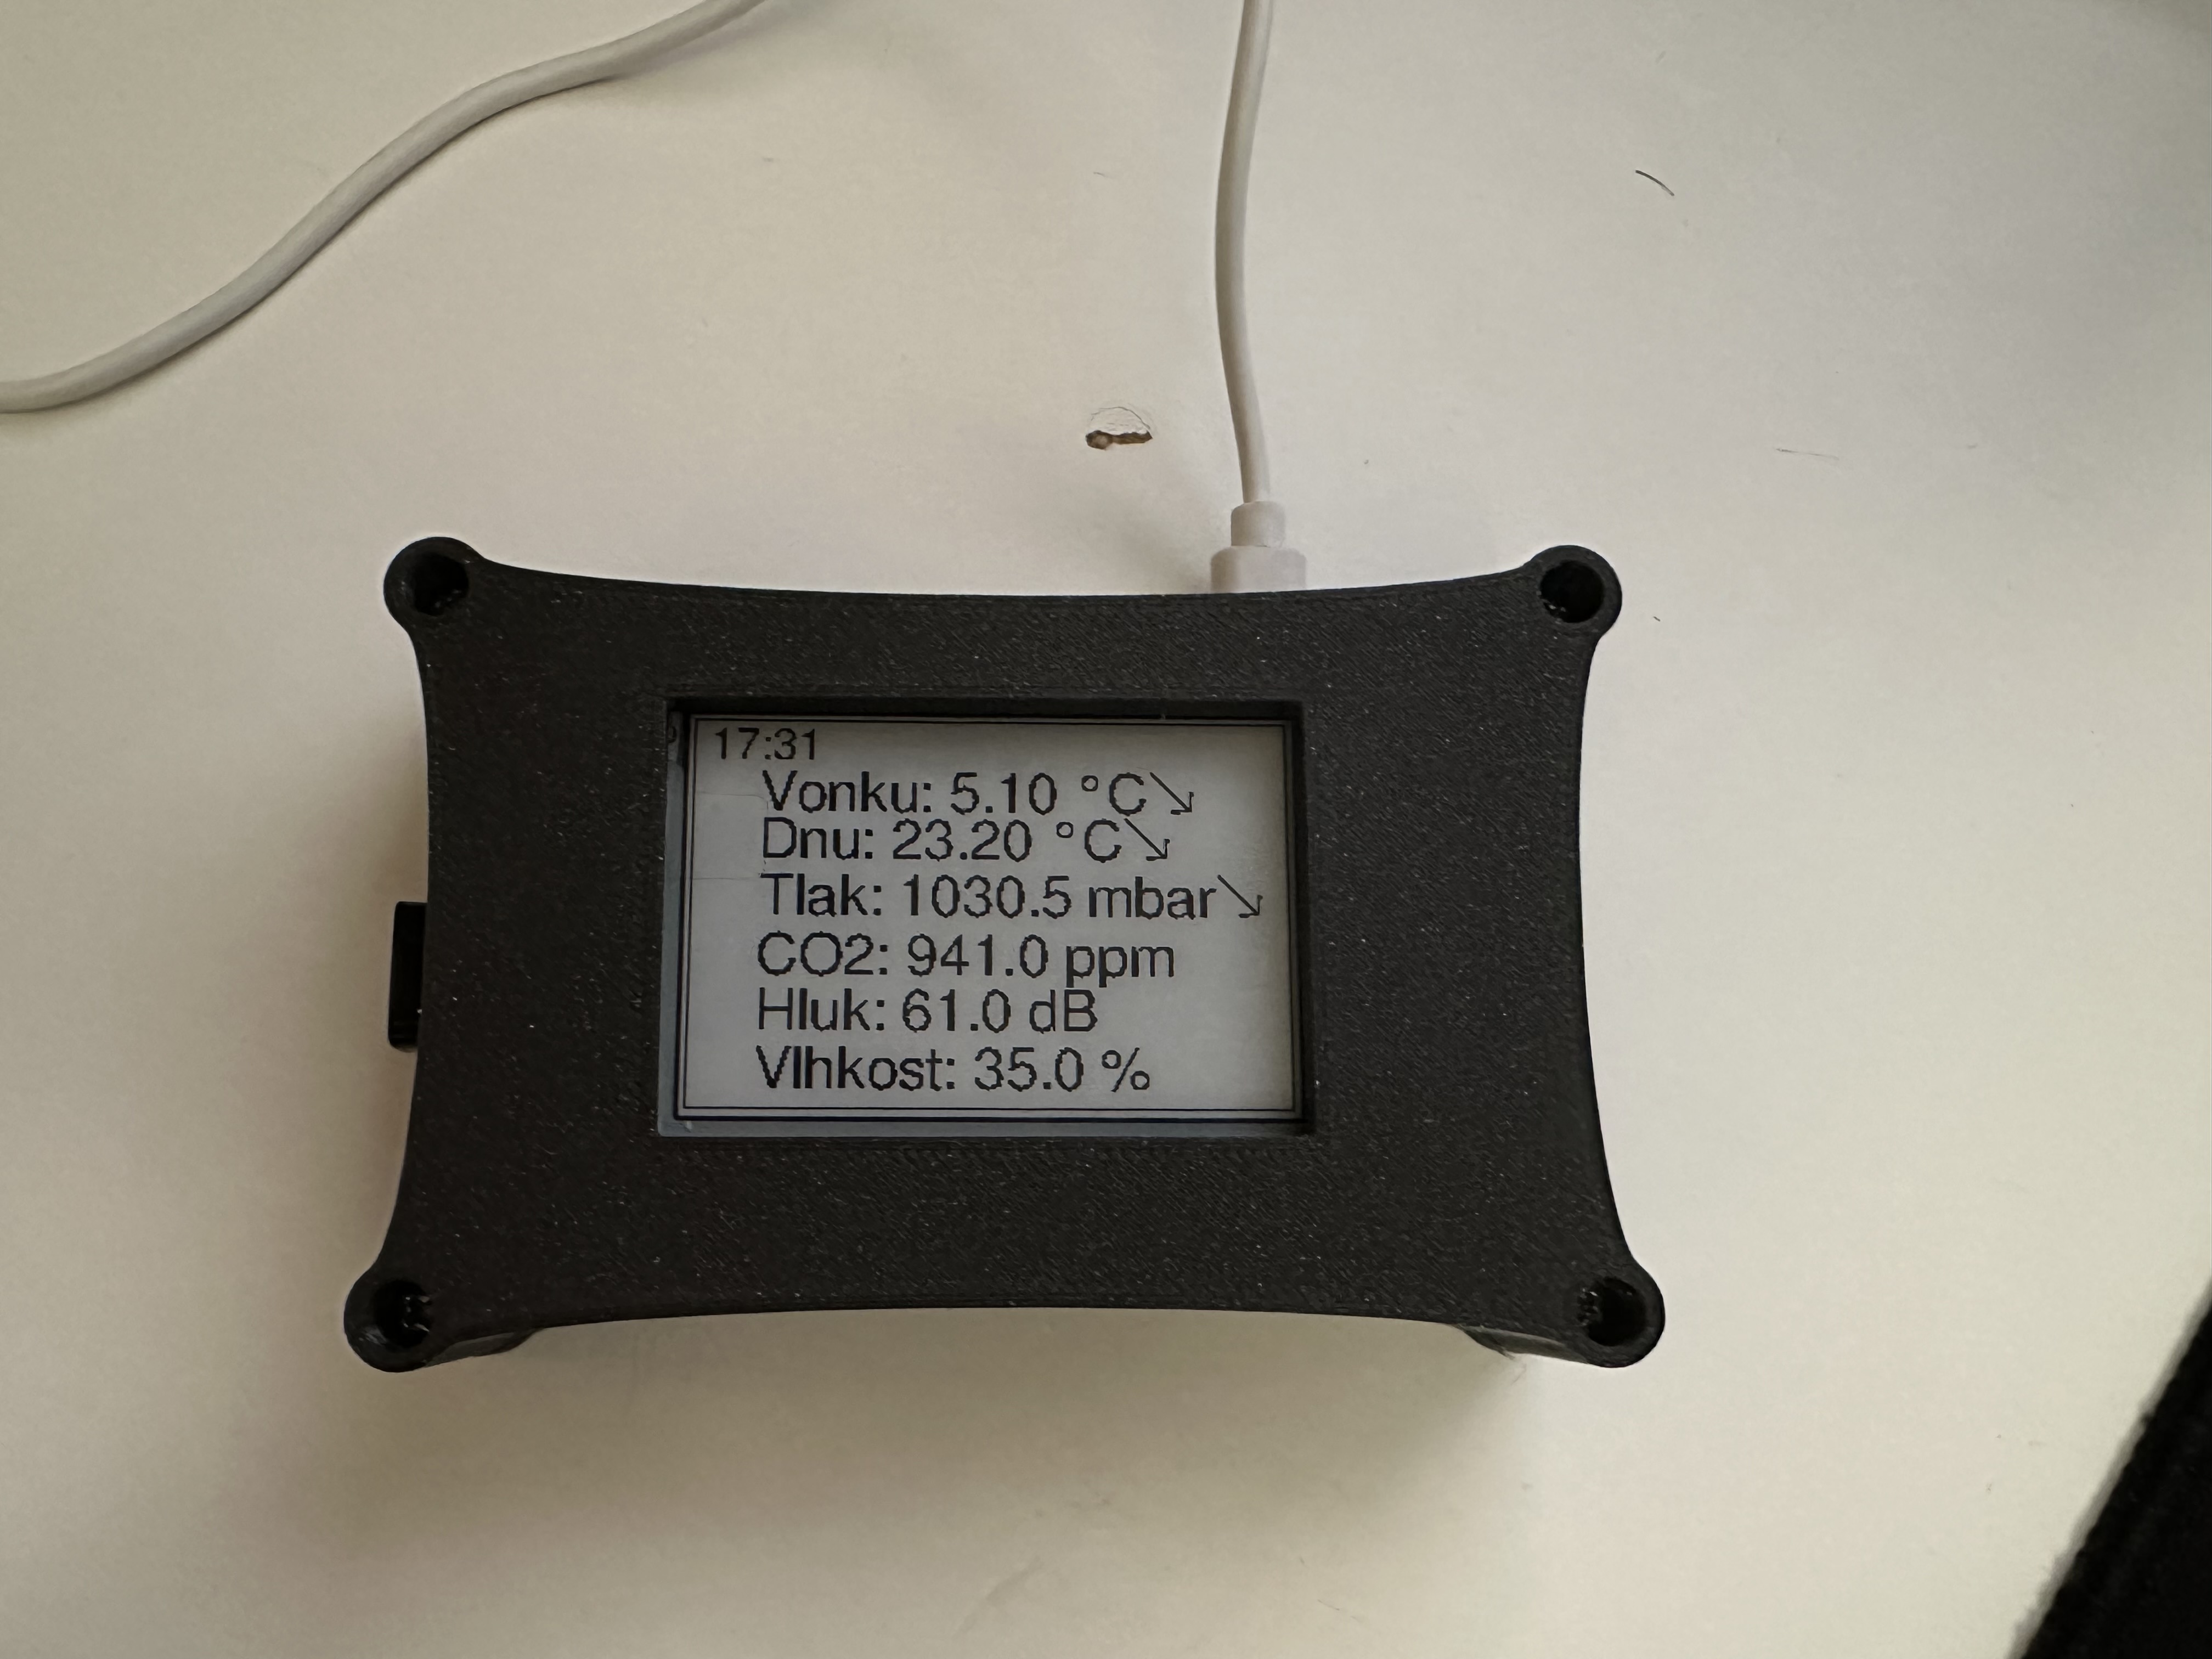 17:31
Vonku: 5.10 °C↘
Dnu: 23.20 °C↘
Tlak: 1030.5 mbar↘
CO2: 941.0 ppm
Hluk: 61.0 dB
Vlhkost: 35.0 %